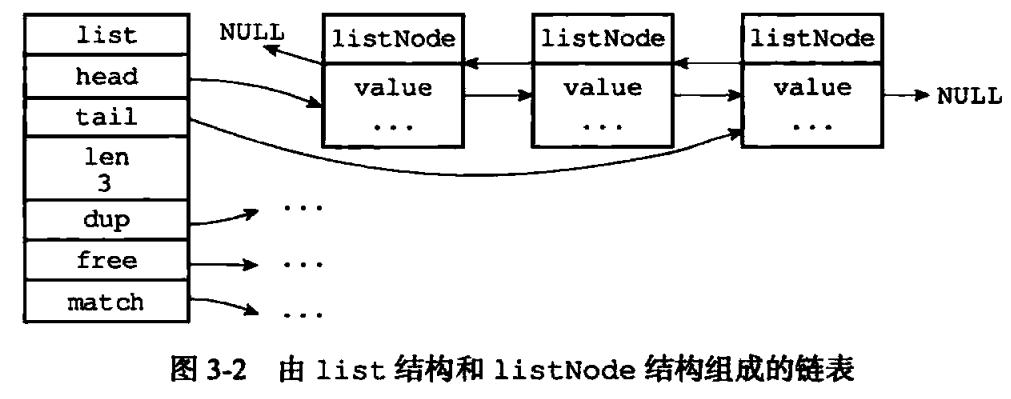 list
head
tail
len
3
dup
free
match
NULL
listNode
value
...
listNode
value
...
listNode
value
...
NULL
...
...
...
图 3-2 由 list 结构和 listNode 结构组成的链表